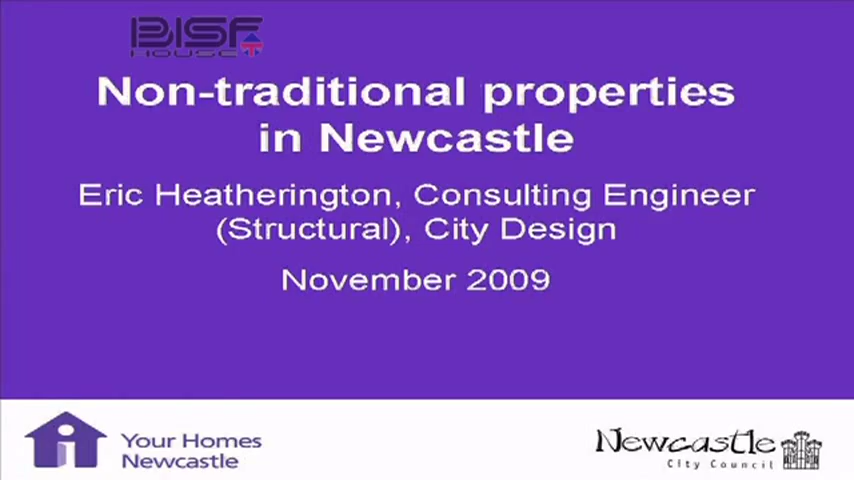 BISF
HOUSE
Non-traditional properties
in Newcastle
Eric Heatherington, Consulting Engineer
(Structural), City Design
November 2009
Your Homes
Newcastle
Newcastle
City Council